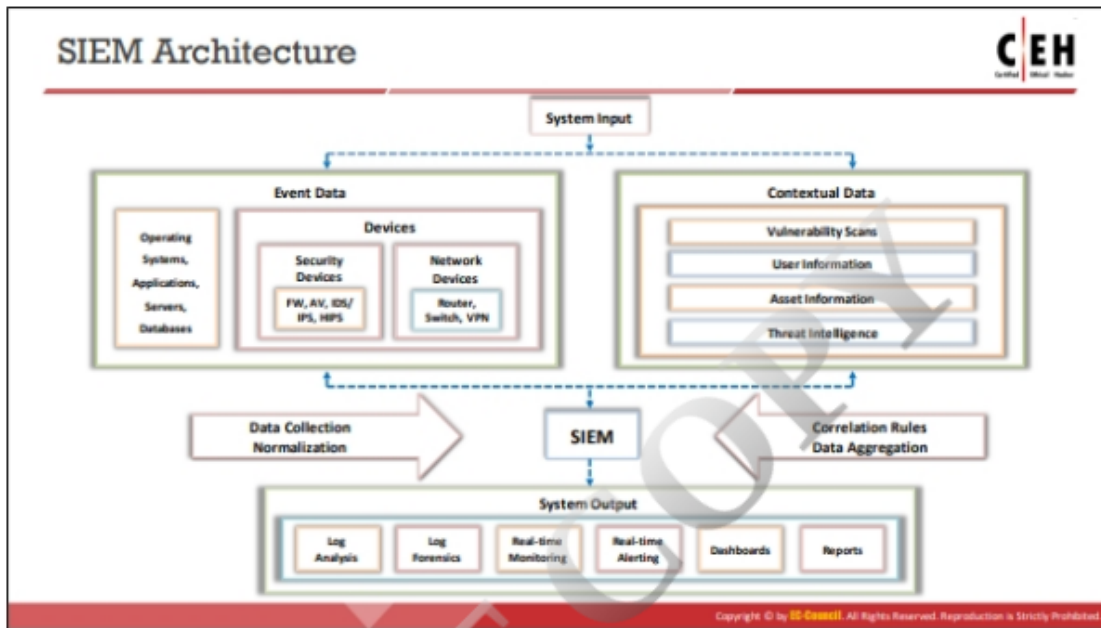 SIEM Architecture
C|EH
Certified Ethical Hacker
System Input
Event Data
Operating
Systems,
Applications,
Servers,
Databases
Devices
Security
Devices
FW, AV, IDS/
IPS, HIPS
Network
Devices
Router,
Switch, VPN
Contextual Data
Vulnerability Scans
User Information
Asset Information
Threat Intelligence
Data Collection
Normalization
SIEM
Correlation Rules
Data Aggregation
System Output
Log
Analysis
Log
Forensics
Real-time
Monitoring
Real-time
Alerting
Dashboards
Reports
COPY
Copyright © by EC-Council. All Rights Reserved. Reproduction is Strictly Prohibited.